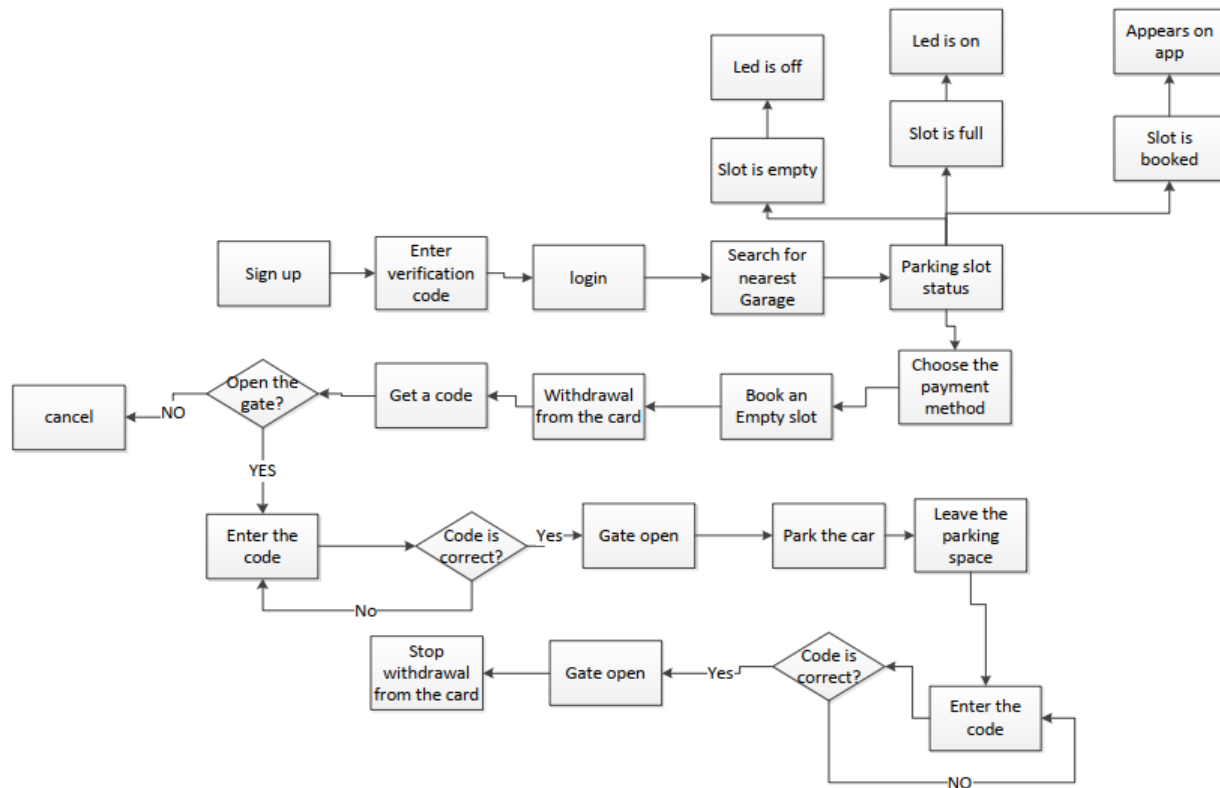 Led is off
Led is on
Appears on
app
Slot is empty
Slot is full
Slot is
booked
Sign up
Enter
verification
code
login
Search for
nearest
Garage
Parking slot
status
cancel
NO
Open the
gate?
Get a code
Withdrawal
from the card
Book an
Empty slot
Choose the
payment
method
YES
Enter the
code
Code is
correct?
Yes
Gate open
Park the car
Leave the
parking
space
No
Stop
withdrawal
from the card
Gate open
Yes
Code is
correct?
Enter the
code
NO